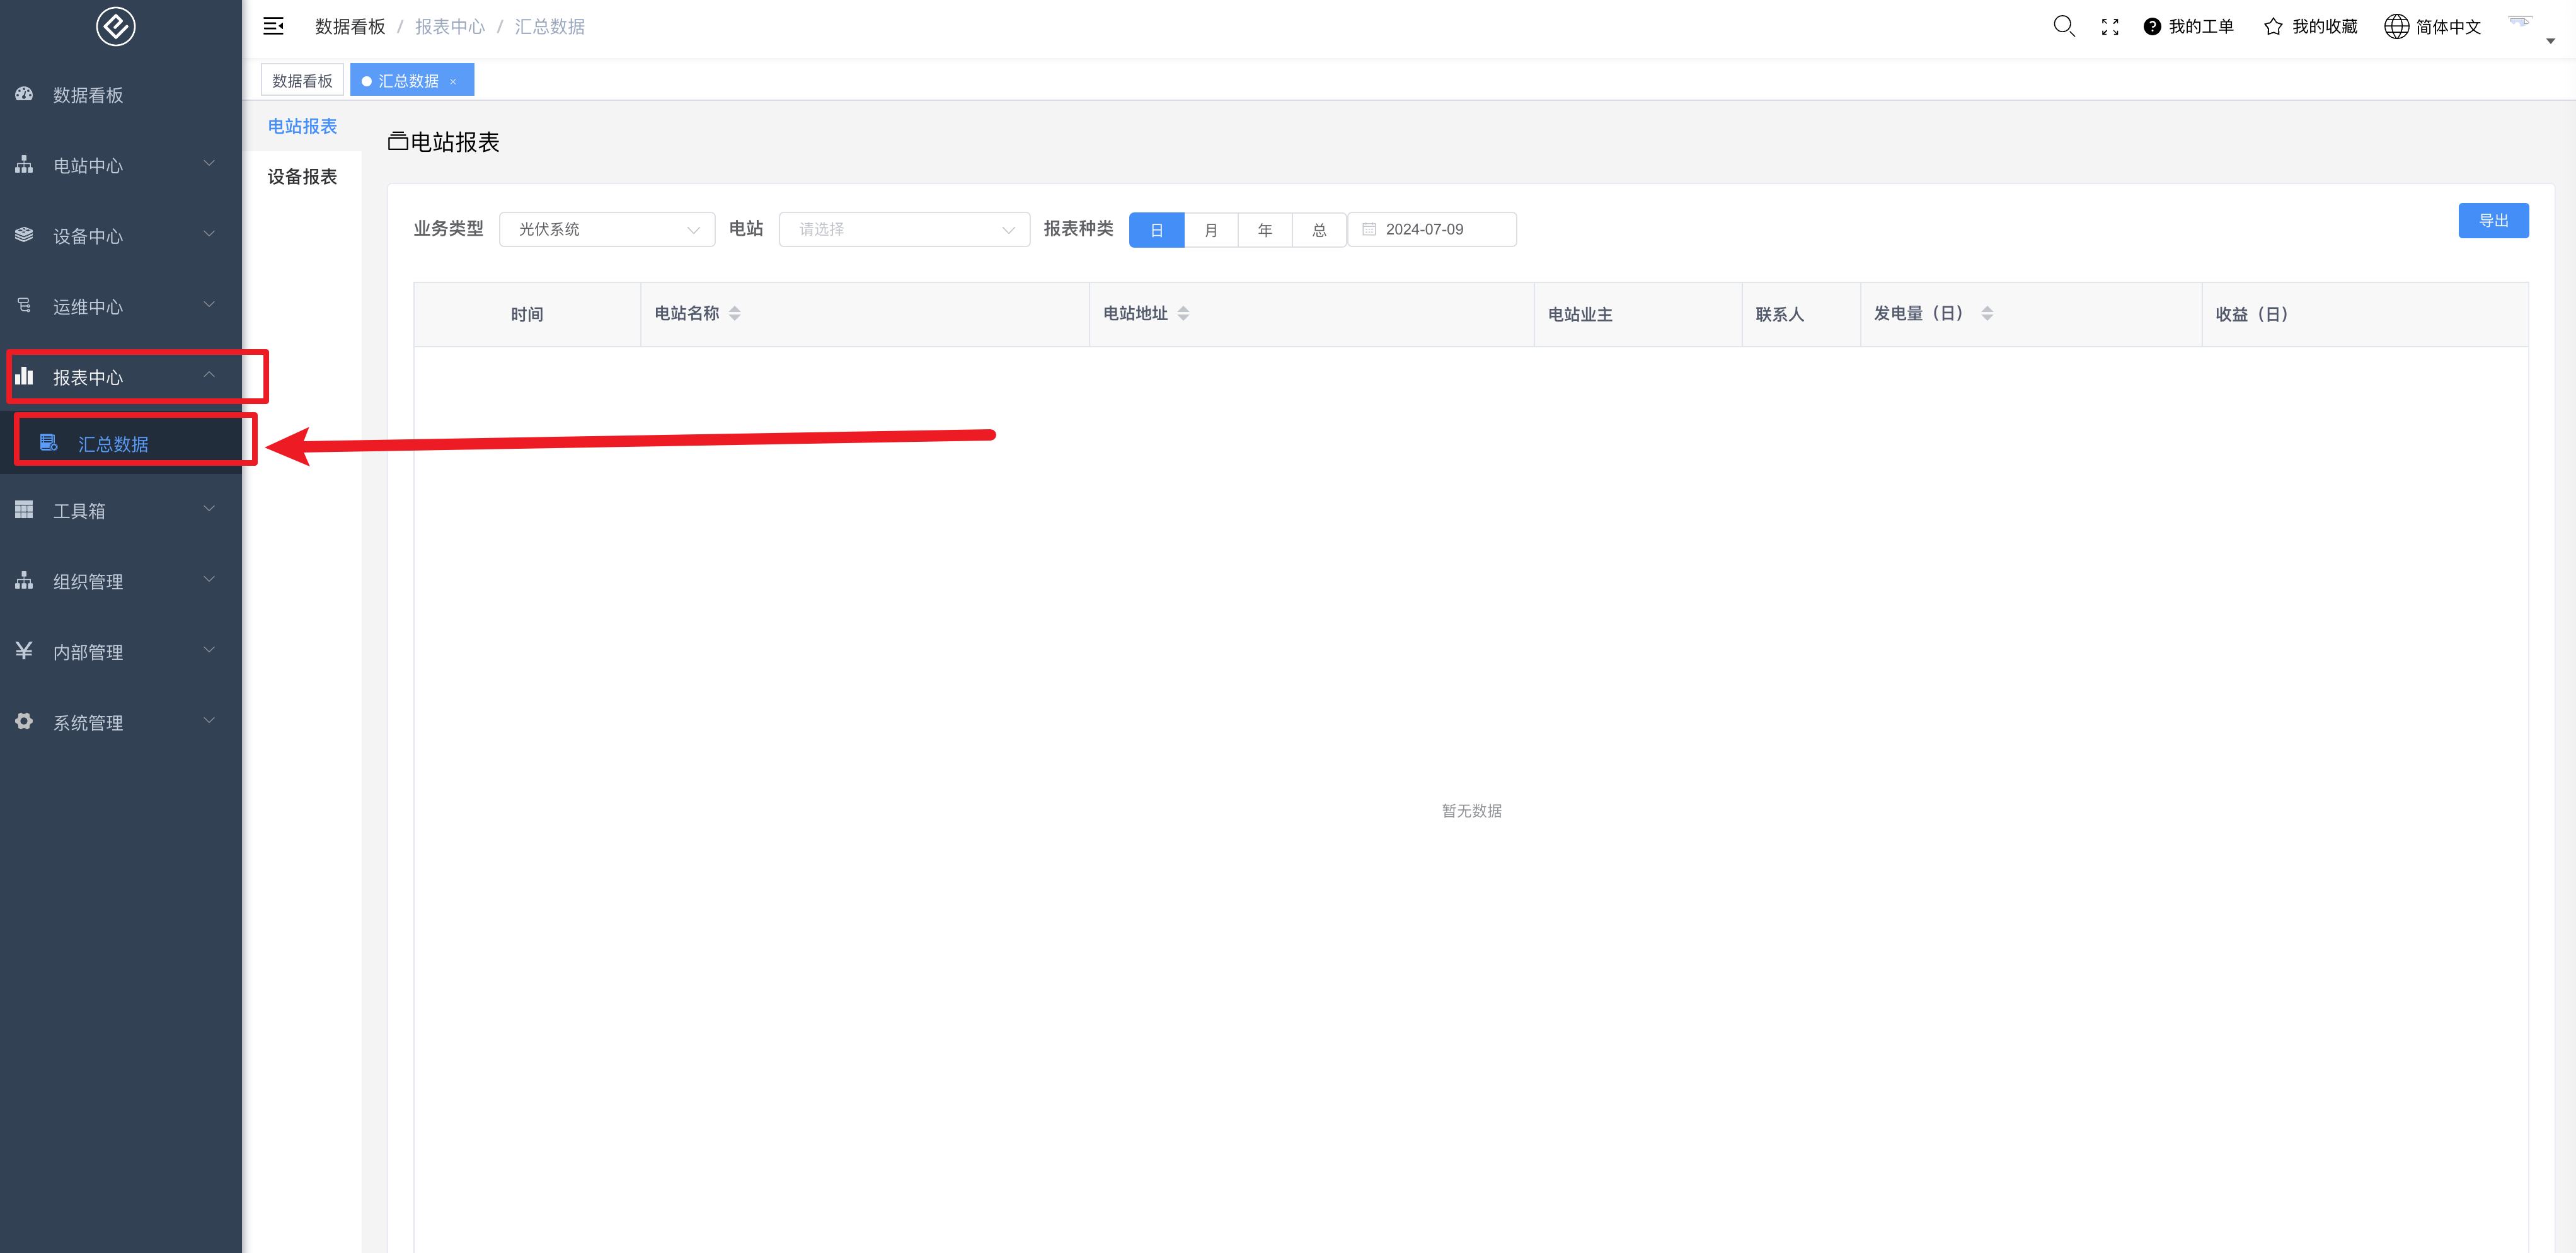 数据看板 / 报表中心 / 汇总数据
我的工单 我的收藏 简体中文
数据看板 汇总数据 ×
数据看板
电站中心
设备中心
运维中心
报表中心
汇总数据
工具箱
组织管理
内部管理
系统管理
电站报表
设备报表
电站报表
业务类型 光伏系统 电站 请选择 报表种类 日 月 年 总 2024-07-09 导出
时间 电站名称 电站地址 电站业主 联系人 发电量（日） 收益（日）
暂无数据